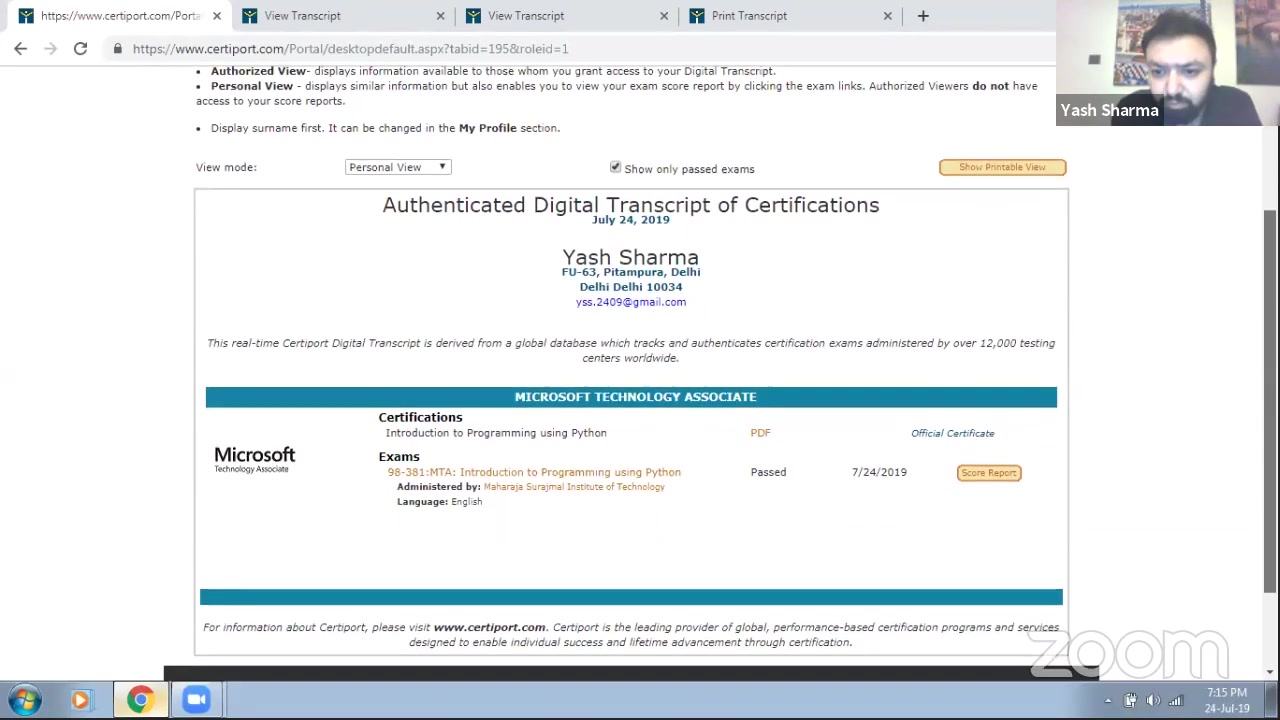 https://www.certiport.com/Porta
View Transcript
View Transcript
Print Transcript
https://www.certiport.com/Portal/desktopdefault.aspx?tabid=195&roleid=1
Yash Sharma
• Authorized View- displays information available to those whom you grant access to your Digital Transcript.
• Personal View - displays similar information but also enables you to view your exam score report by clicking the exam links. Authorized Viewers do not have
access to your score reports.
• Display surname first. It can be changed in the My Profile section.
View mode: Personal View Show only passed exams Show Printable View
Authenticated Digital Transcript of Certifications
July 24, 2019
Yash Sharma
FU-63, Pitampura, Delhi
Delhi Delhi 10034
yss.2409@gmail.com
This real-time Certiport Digital Transcript is derived from a global database which tracks and authenticates certification exams administered by over 12,000 testing
centers worldwide.
MICROSOFT TECHNOLOGY ASSOCIATE
Certifications
Introduction to Programming using Python PDF Official Certificate
Microsoft
Technology Associate
Exams
98-381:MTA: Introduction to Programming using Python Passed 7/24/2019 Score Report
Administered by: Maharaja Surajmal Institute of Technology
Language: English
For information about Certiport, please visit www.certiport.com. Certiport is the leading provider of global, performance-based certification programs and services
designed to enable individual success and lifetime advancement through certification.
zoom
7:15 PM
24-Jul-19